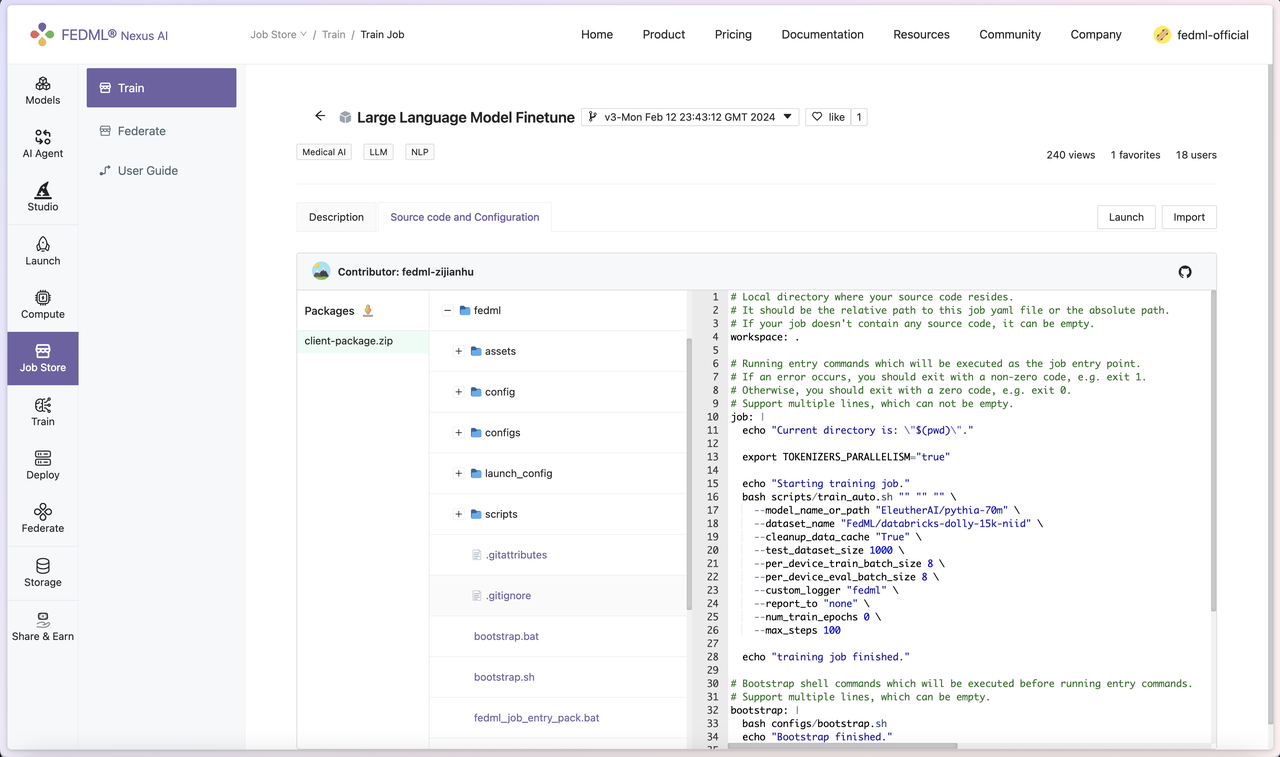 FEDML® Nexus AI
Job Store / Train / Train Job
Home Product Pricing Documentation Resources Community Company fedml-official
Models
AI Agent
Studio
Launch
Compute
Job Store
Train
Deploy
Federate
Storage
Share & Earn
Train
Federate
User Guide
Large Language Model Finetune v3-Mon Feb 12 23:43:12 GMT 2024 like 1
Medical AI LLM NLP
240 views 1 favorites 18 users
Description Source code and Configuration Launch Import
Contributor: fedml-zijianhu
Packages
client-package.zip
fedml
assets
config
configs
launch_config
scripts
.gitattributes
.gitignore
bootstrap.bat
bootstrap.sh
fedml_job_entry_pack.bat
1 # Local directory where your source code resides.
2 # It should be the relative path to this job yaml file or the absolute path.
3 # If your job doesn't contain any source code, it can be empty.
4 workspace: .
5
6 # Running entry commands which will be executed as the job entry point.
7 # If an error occurs, you should exit with a non-zero code, e.g. exit 1.
8 # Otherwise, you should exit with a zero code, e.g. exit 0.
9 # Support multiple lines, which can not be empty.
10 job: |
11 echo "Current directory is: \"$(pwd)\"."
12
13 export TOKENIZERS_PARALLELISM="true"
14
15 echo "Starting training job."
16 bash scripts/train_auto.sh "" "" "" \
17 --model_name_or_path "EleutherAI/pythia-70m" \
18 --dataset_name "FedML/databricks-dolly-15k-niid" \
19 --cleanup_data_cache "True" \
20 --test_dataset_size 1000 \
21 --per_device_train_batch_size 8 \
22 --per_device_eval_batch_size 8 \
23 --custom_logger "fedml" \
24 --report_to "none" \
25 --num_train_epochs 0 \
26 --max_steps 100
27
28 echo "training job finished."
29
30 # Bootstrap shell commands which will be executed before running entry commands.
31 # Support multiple lines, which can be empty.
32 bootstrap: |
33 bash configs/bootstrap.sh
34 echo "Bootstrap finished."
35